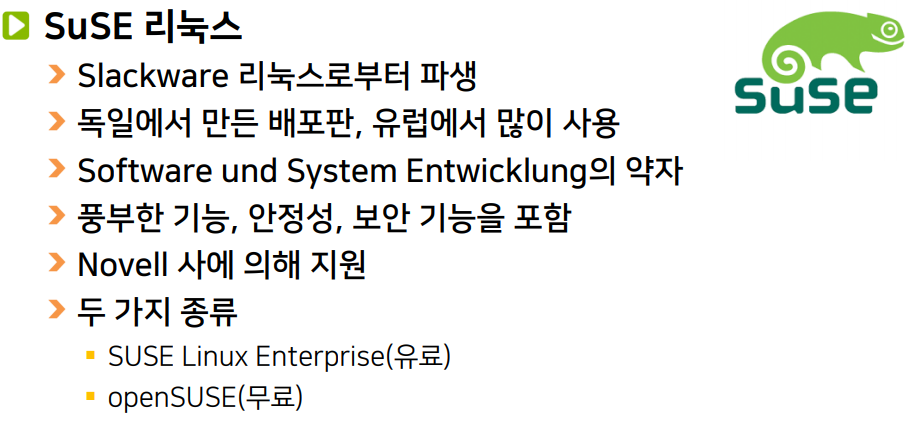 SuSE 리눅스
Slackware 리눅스로부터 파생
독일에서 만든 배포판, 유럽에서 많이 사용
Software und System Entwicklung의 약자
풍부한 기능, 안정성, 보안 기능을 포함
Novell 사에 의해 지원
두 가지 종류
SUSE Linux Enterprise(유료)
openSUSE(무료)
SUSE